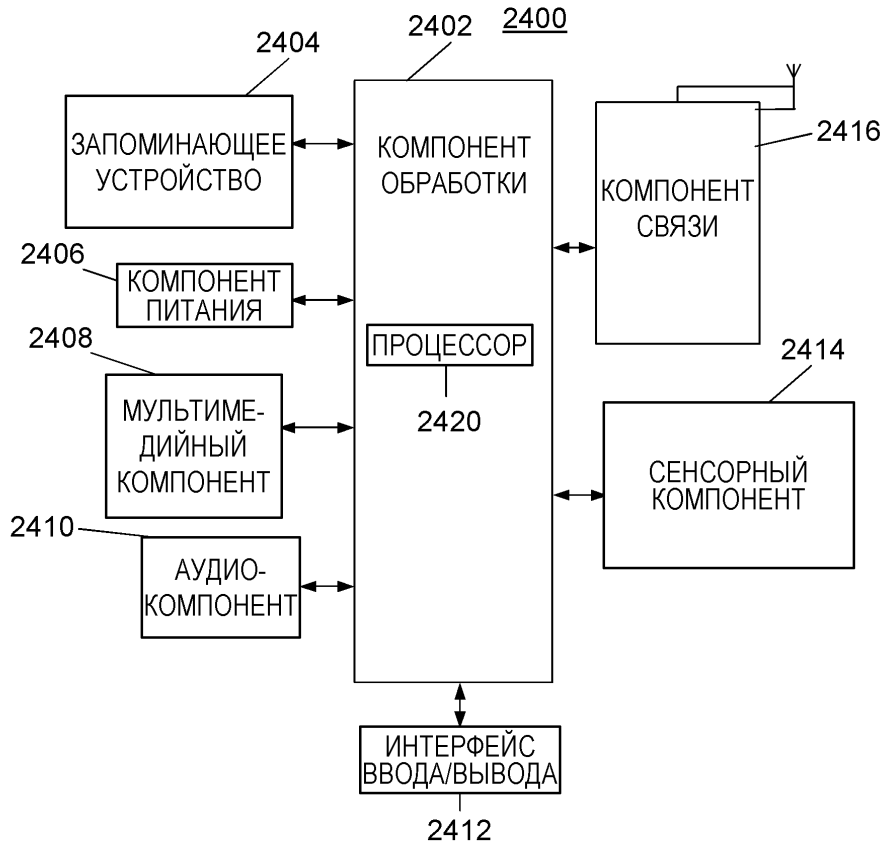 2400
2404
2402
ЗАПОМИНАЮЩЕЕ
УСТРОЙСТВО
КОМПОНЕНТ
ОБРАБОТКИ
2416
КОМПОНЕНТ
СВЯЗИ
2406
КОМПОНЕНТ
ПИТАНИЯ
2408
ПРОЦЕССОР
2420
2414
МУЛЬТИМЕ-
ДИЙНЫЙ
КОМПОНЕНТ
СЕНСОРНЫЙ
КОМПОНЕНТ
2410
АУДИО-
КОМПОНЕНТ
ИНТЕРФЕЙС
ВВОДА/ВЫВОДА
2412